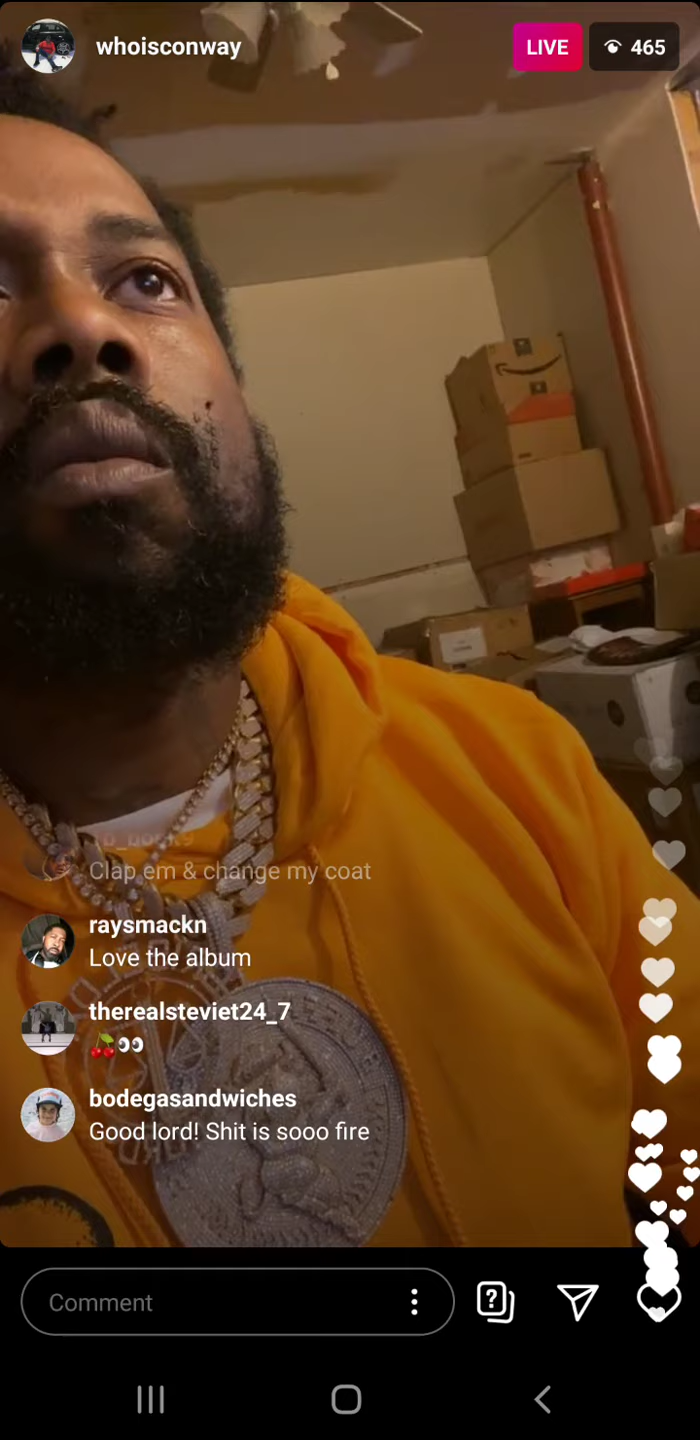 whoisconway
LIVE
465
Clap em & change my coat
raysmackn
Love the album
therealsteviet24_7
🍒👀
bodegasandwiches
Good lord! Shit is sooo fire
Comment
?